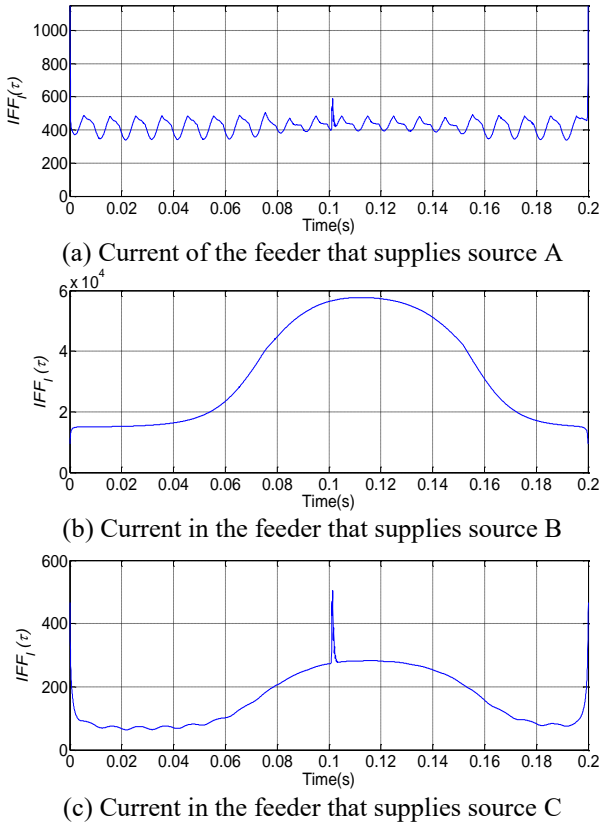 1000
800
600
400
200
0
IFF_I(τ)
0 0.02 0.04 0.06 0.08 0.1 0.12 0.14 0.16 0.18 0.2
Time(s)
(a) Current of the feeder that supplies source A
6 x 10^4
4
2
0
IFF_I (τ)
0 0.02 0.04 0.06 0.08 0.1 0.12 0.14 0.16 0.18 0.2
Time(s)
(b) Current in the feeder that supplies source B
600
400
200
0
IFF_I (τ)
0 0.02 0.04 0.06 0.08 0.1 0.12 0.14 0.16 0.18 0.2
Time(s)
(c) Current in the feeder that supplies source C